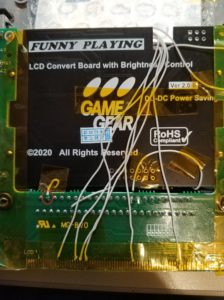 FUNNY PLAYING
LCD Convert Board with Brightness Control
Ver 2.0
GAME GEAR
DC-DC Power Savin
RoHS
Compliant
©2020 All Rights Reserved